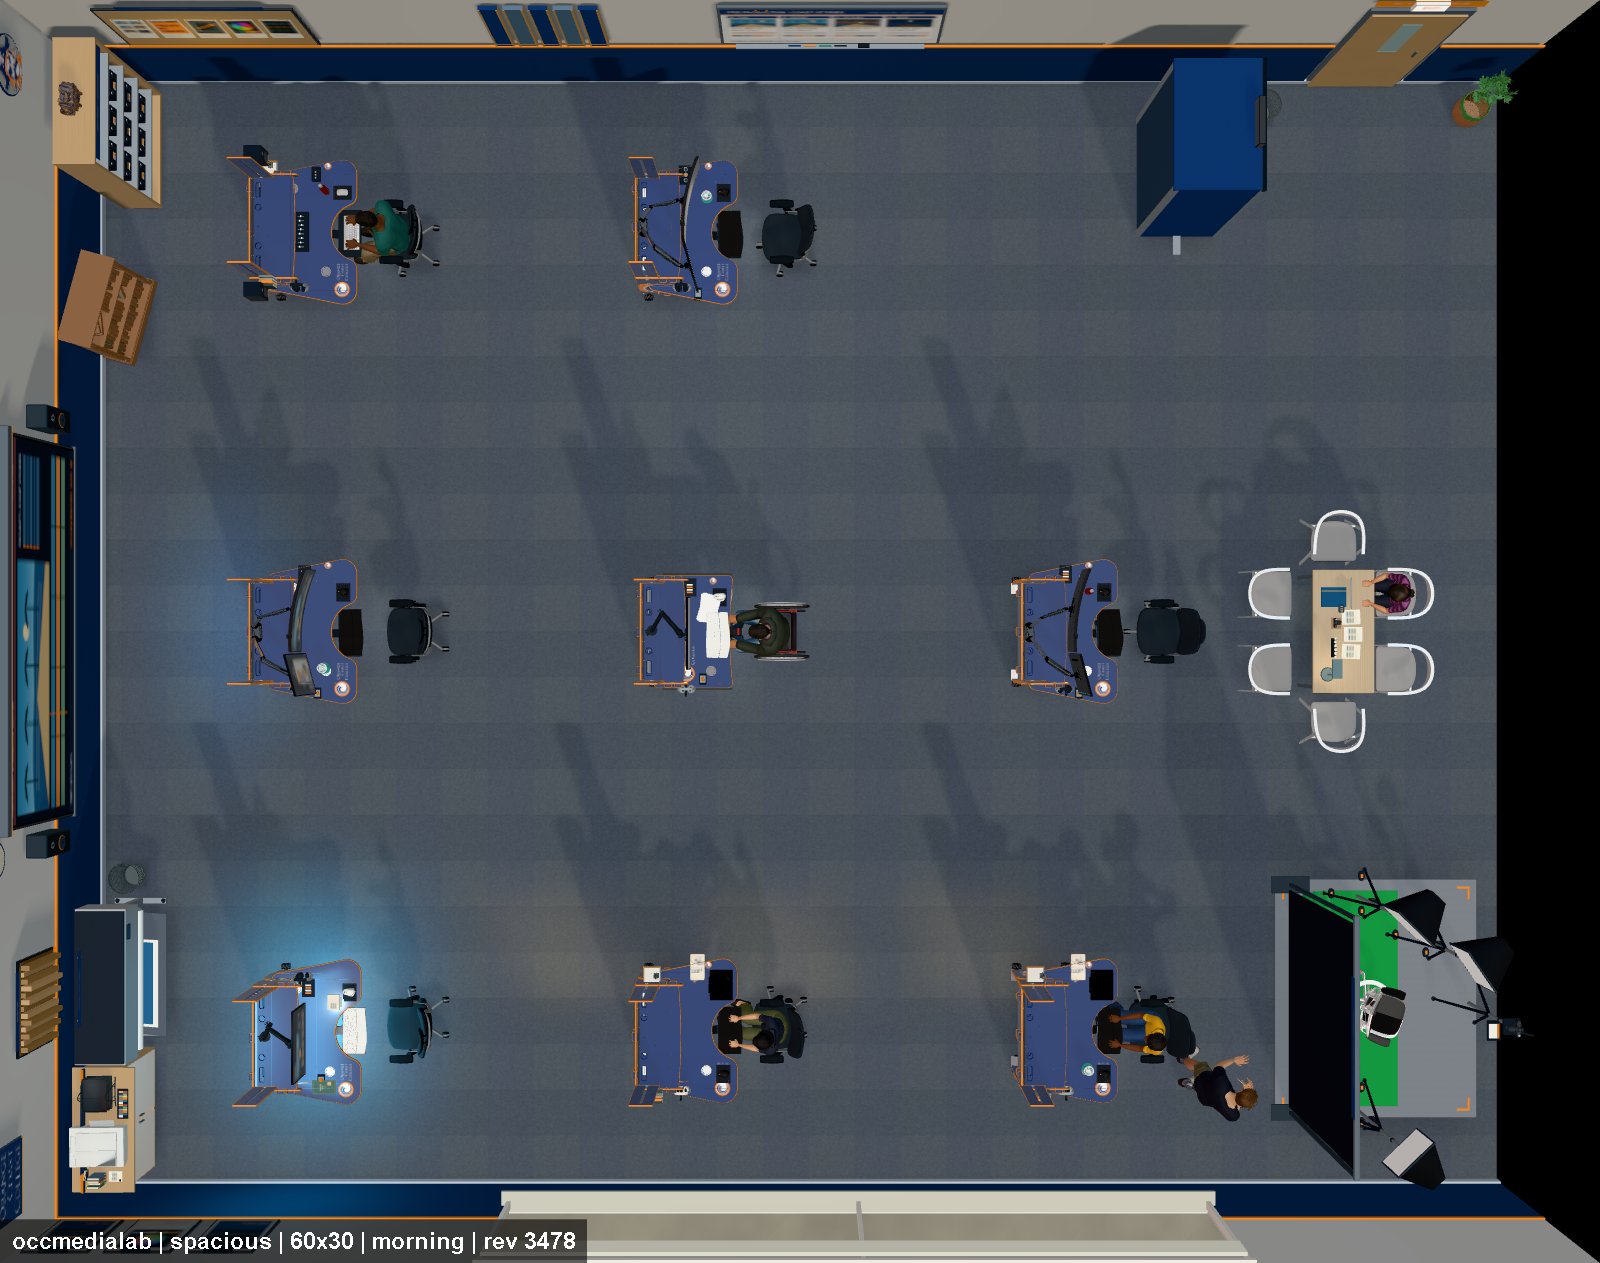 occmedialab | spacious | 60x30 | morning | rev 3478